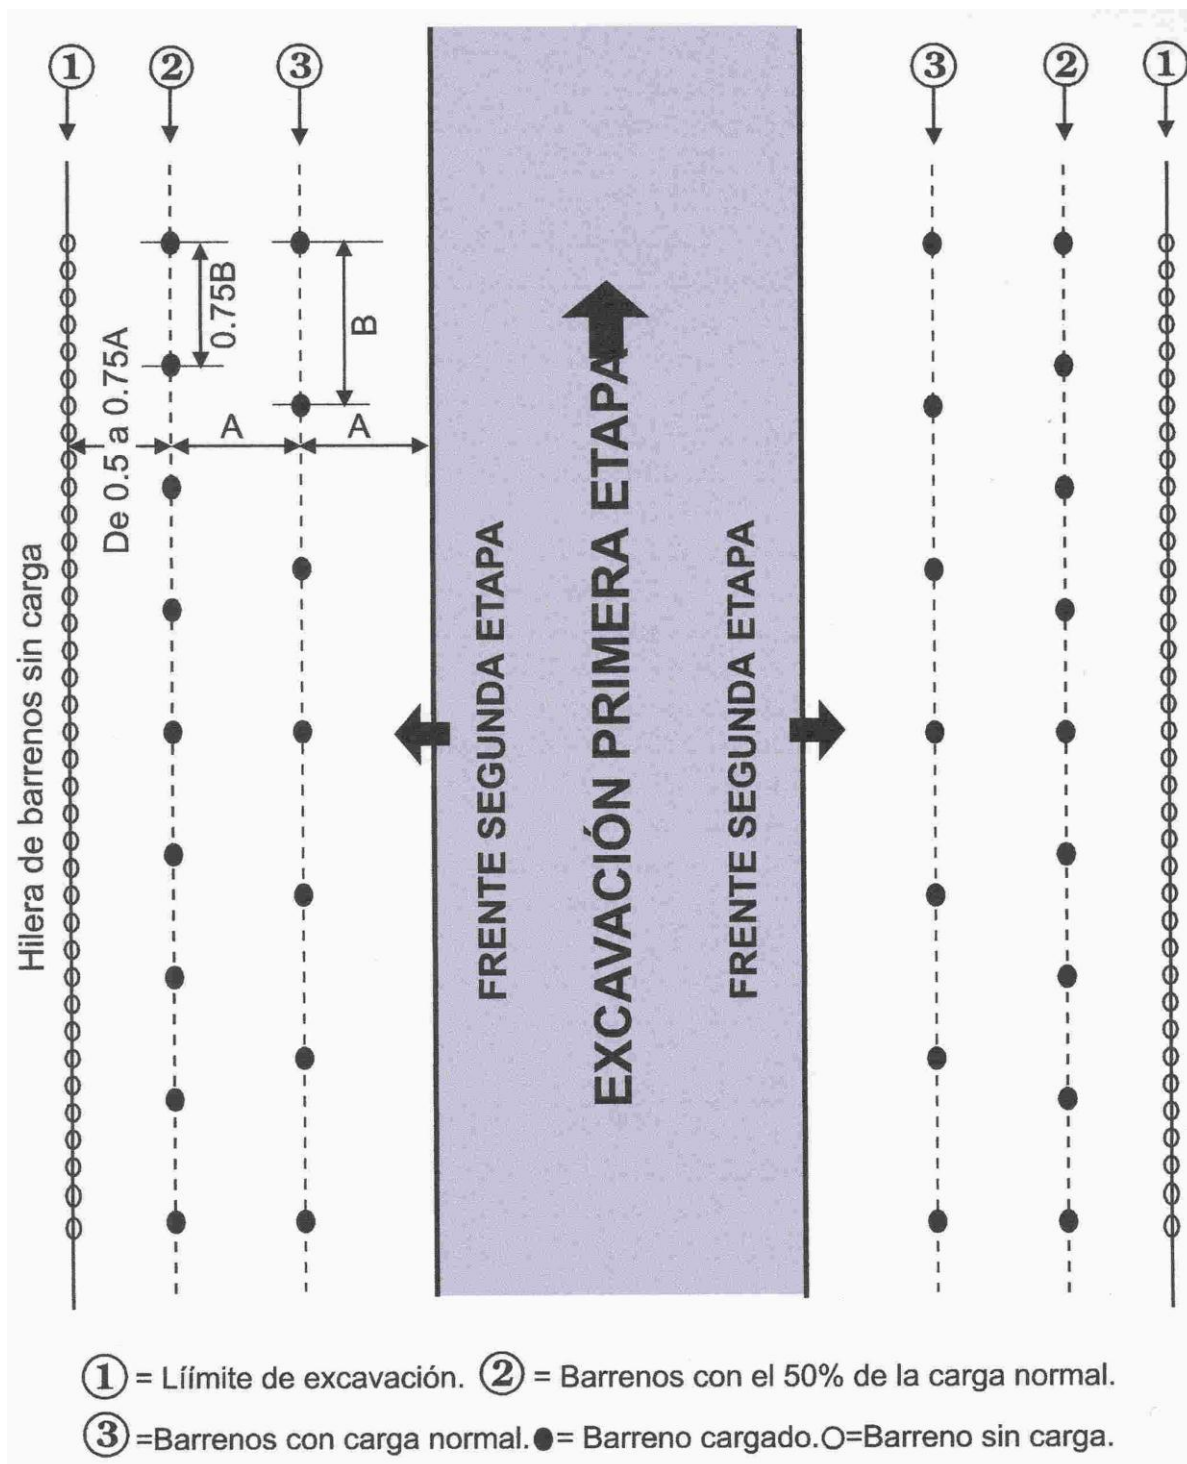 1 2 3 3 2 1
0.75B
B
De 0.5 a 0.75A
A A
Hilera de barrenos sin carga
FRENTE SEGUNDA ETAPA
EXCAVACIÓN PRIMERA ETAPA
FRENTE SEGUNDA ETAPA
1 = Líímite de excavación. 2 = Barrenos con el 50% de la carga normal.
3 =Barrenos con carga normal. ●= Barreno cargado.O=Barreno sin carga.